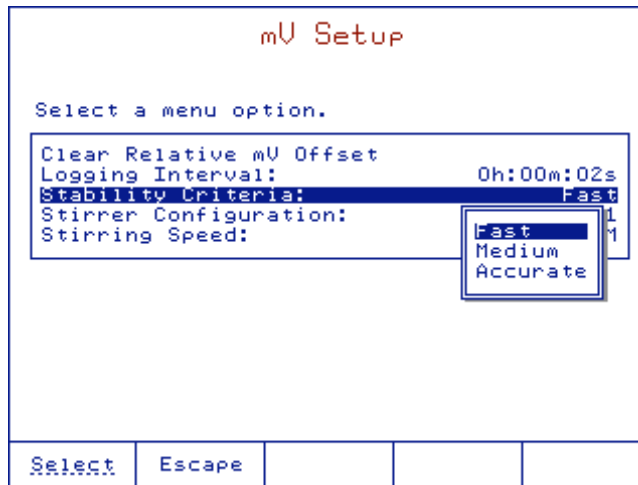 mV Setup
Select a menu option.
Clear Relative mV Offset
Logging Interval: 0h:00m:02s
Stability Criteria: Fast
Stirrer Configuration: 1
Stirring Speed: M
Fast
Medium
Accurate
Select Escape